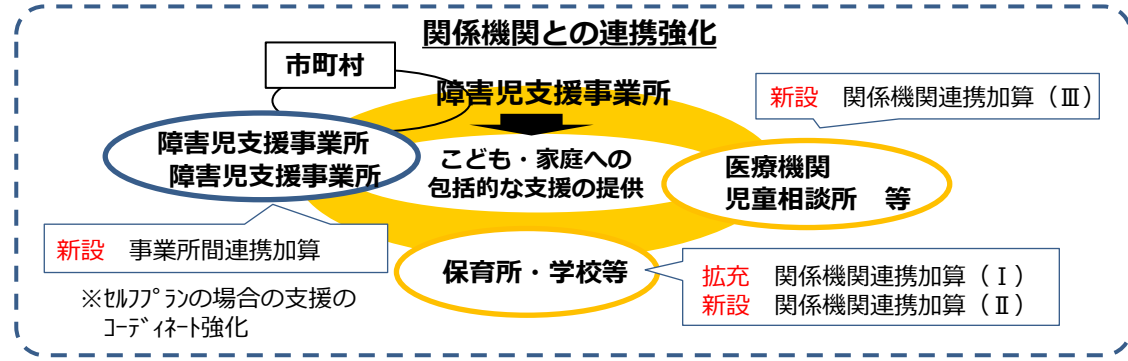 関係機関との連携強化
市町村
障害児支援事業所
新設 関係機関連携加算（Ⅲ）
障害児支援事業所
障害児支援事業所
こども・家庭への
包括的な支援の提供
医療機関
児童相談所 等
新設 事業所間連携加算
※ｾﾙﾌﾌﾟﾗﾝの場合の支援の
ｺｰﾃﾞｨﾈｰﾄ強化
保育所・学校等
拡充 関係機関連携加算（Ⅰ）
新設 関係機関連携加算（Ⅱ）